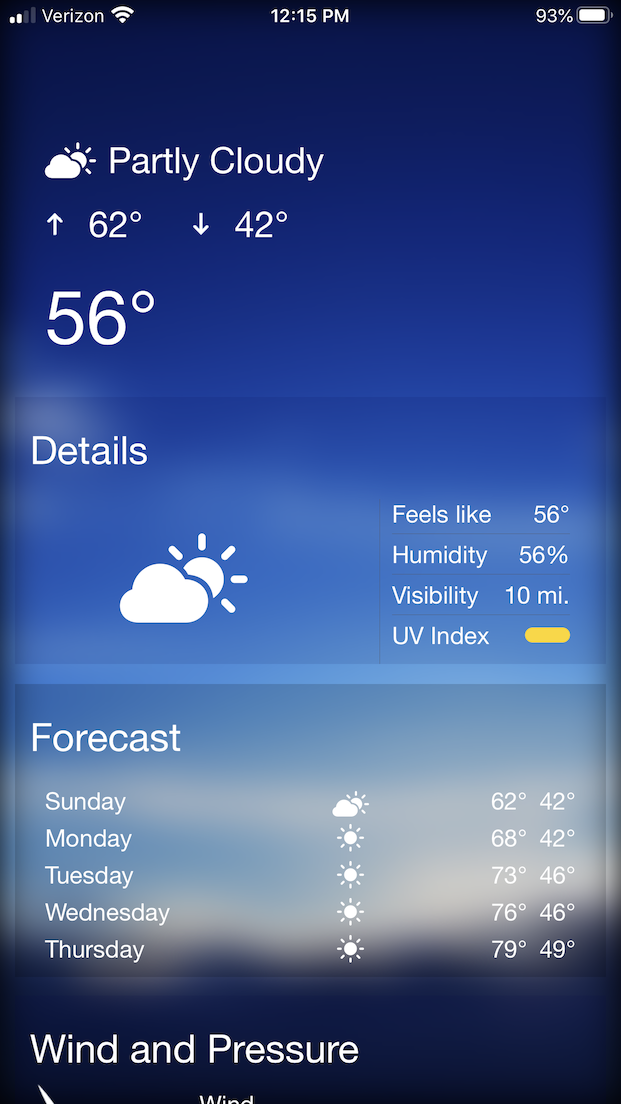 Verizon 12:15 PM 93%
Partly Cloudy
↑ 62° ↓ 42°
56°
Details
Feels like 56°
Humidity 56%
Visibility 10 mi.
UV Index
Forecast
Sunday 62° 42°
Monday 68° 42°
Tuesday 73° 46°
Wednesday 76° 46°
Thursday 79° 49°
Wind and Pressure
Wind